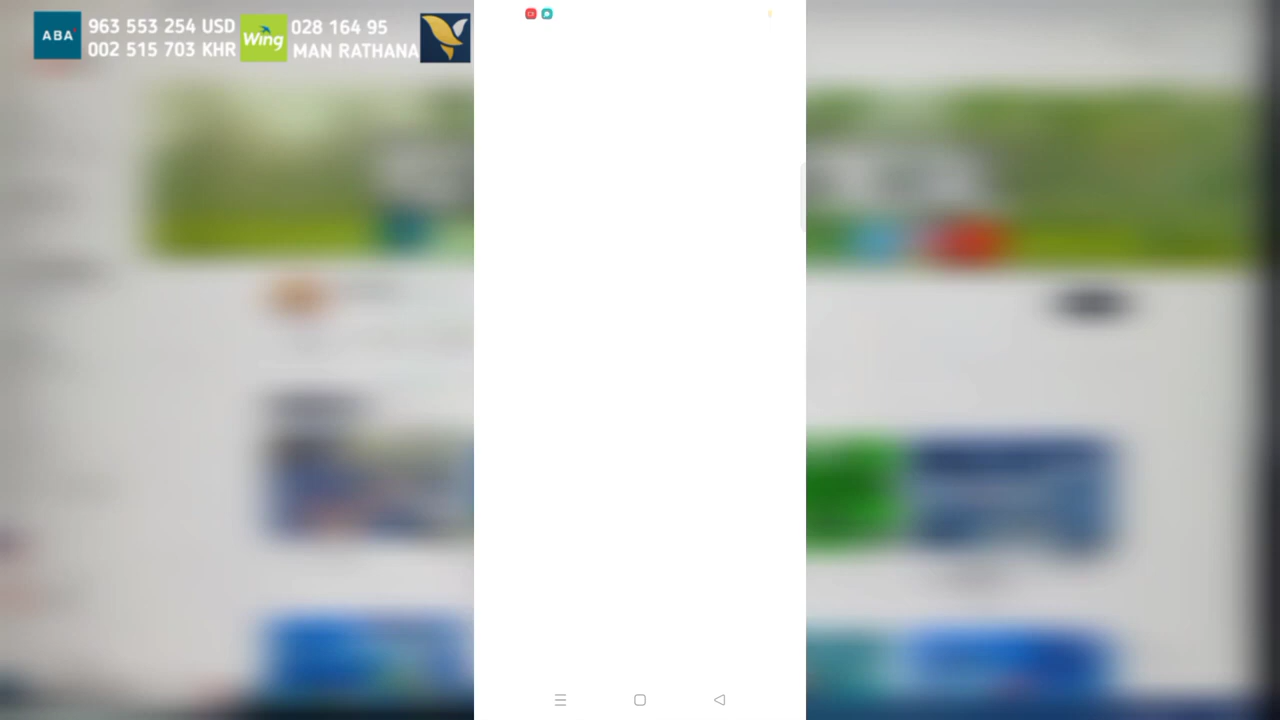 ABA
963 553 254 USD
002 515 703 KHR
Wing
028 164 95
MAN RATHANA